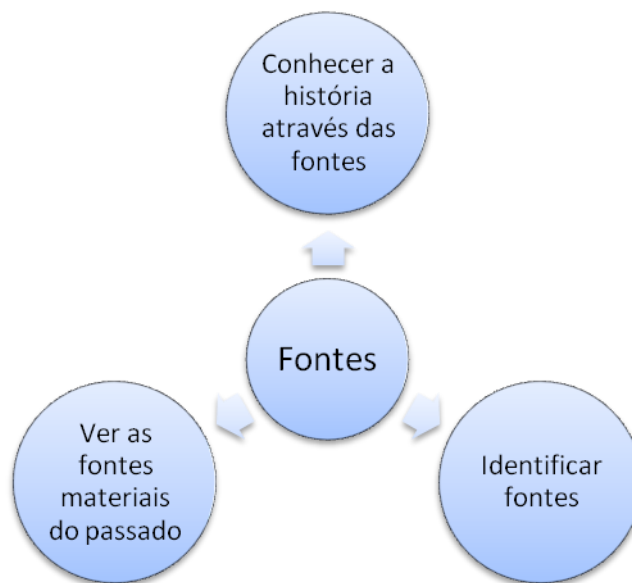 Conhecer a
história
através das
fontes
Fontes
Ver as
fontes
materiais
do passado
Identificar
fontes